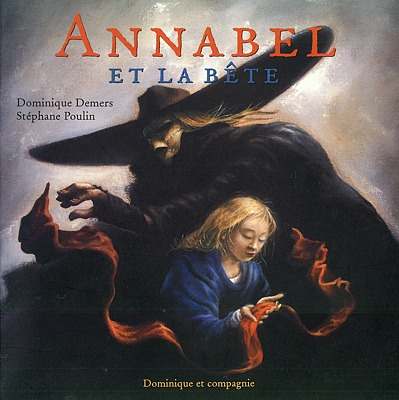 ANNABEL
ET LA BÊTE
Dominique Demers
Stéphane Poulin
Dominique et compagnie